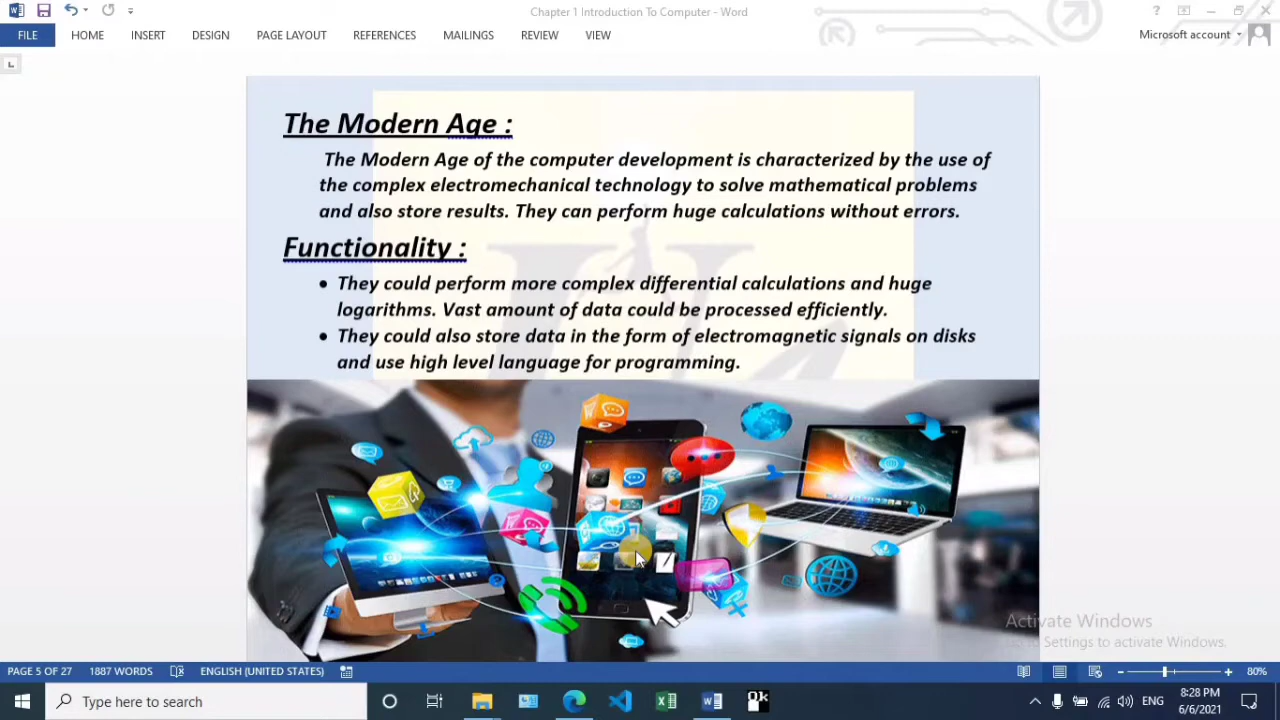 Chapter 1 Introduction To Computer - Word
FILE HOME INSERT DESIGN PAGE LAYOUT REFERENCES MAILINGS REVIEW VIEW Microsoft account
The Modern Age :
The Modern Age of the computer development is characterized by the use of
the complex electromechanical technology to solve mathematical problems
and also store results. They can perform huge calculations without errors.
Functionality :
• They could perform more complex differential calculations and huge
logarithms. Vast amount of data could be processed efficiently.
• They could also store data in the form of electromagnetic signals on disks
and use high level language for programming.
Activate Windows
to Settings to activate Windows.
PAGE 5 OF 27 1887 WORDS ENGLISH (UNITED STATES) 80%
Type here to search
Ok
ENG
8:28 PM
6/6/2021